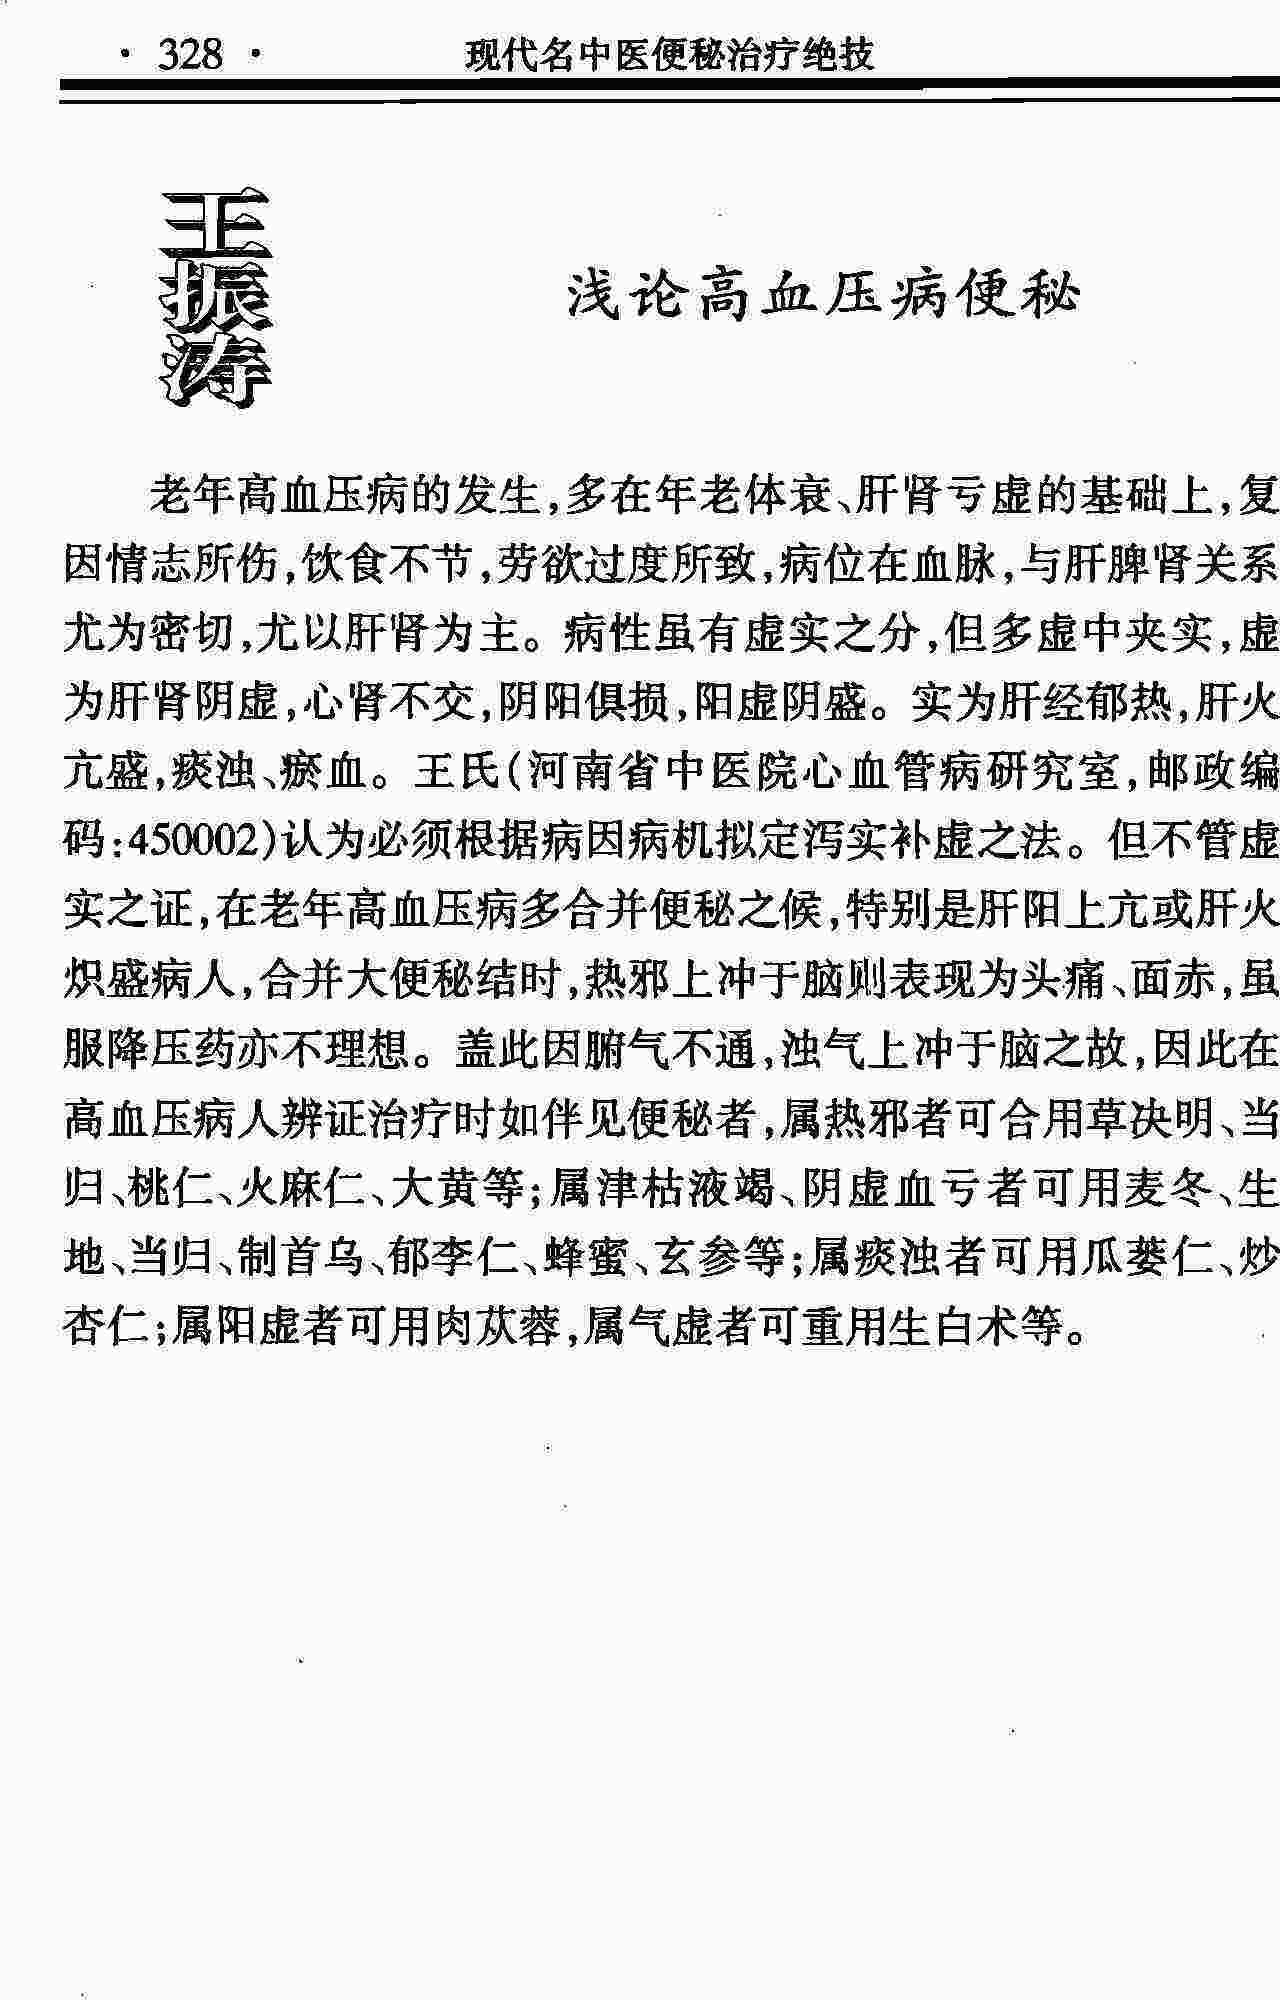 · 328 ·
现代名中医便秘治疗绝技
王振涛
浅论高血压病便秘
老年高血压病的发生,多在年老体衰、肝肾亏虚的基础上,复
因情志所伤,饮食不节,劳欲过度所致,病位在血脉,与肝脾肾关系
尤为密切,尤以肝肾为主。病性虽有虚实之分,但多虚中夹实,虚
为肝肾阴虚,心肾不交,阴阳俱损,阳虚阴盛。实为肝经郁热,肝火
亢盛,痰浊、瘀血。王氏(河南省中医院心血管病研究室,邮政编
码:450002)认为必须根据病因病机拟定泻实补虚之法。但不管虚
实之证,在老年高血压病多合并便秘之候,特别是肝阳上亢或肝火
炽盛病人,合并大便秘结时,热邪上冲于脑则表现为头痛、面赤,虽
服降压药亦不理想。盖此因腑气不通,浊气上冲于脑之故,因此在
高血压病人辨证治疗时如伴见便秘者,属热邪者可合用草决明、当
归、桃仁、火麻仁、大黄等;属津枯液竭、阴虚血亏者可用麦冬、生
地、当归、制首乌、郁李仁、蜂蜜、玄参等;属痰浊者可用瓜蒌仁、炒
杏仁;属阳虚者可用肉苁蓉,属气虚者可重用生白术等。